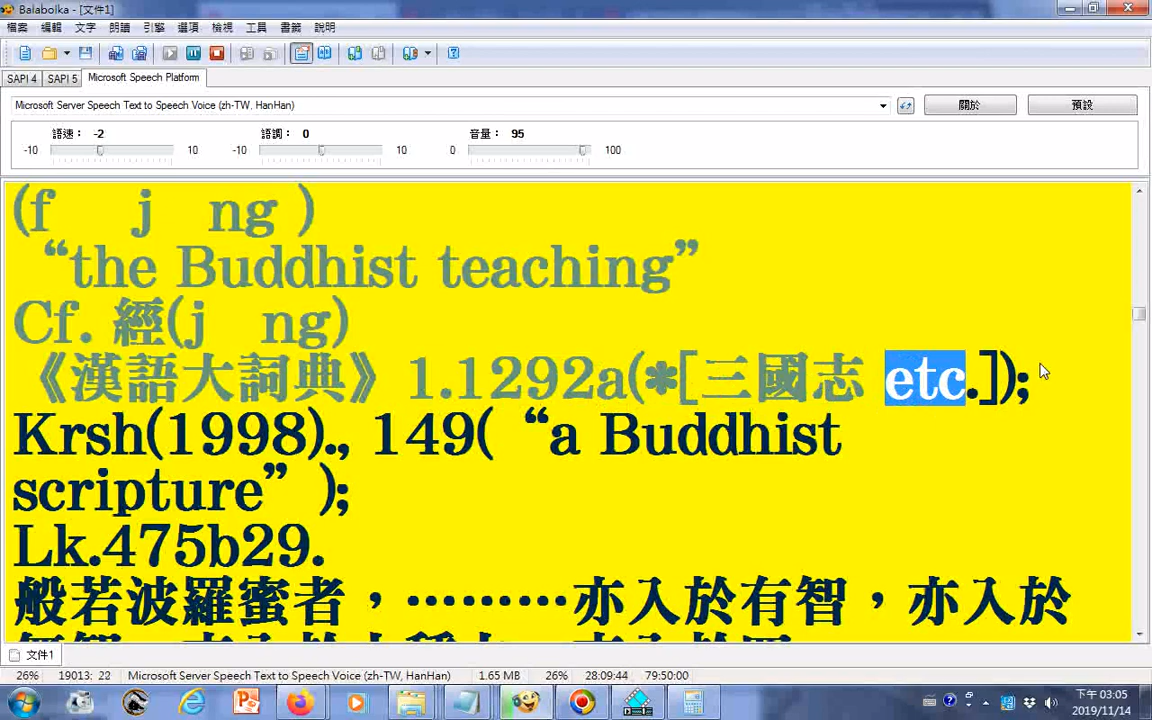 Balabolka - [文件1]
檔案 編輯 文字 朗讀 引擎 選項 檢視 工具 書籤 說明
SAPI 4 SAPI 5 Microsoft Speech Platform
Microsoft Server Speech Text to Speech Voice (zh-TW, HanHan) 關於 預設
語速： -2 語調： 0 音量： 95
-10 10 -10 10 0 100
(f j ng )
“the Buddhist teaching”
Cf. 經(j ng)
《漢語大詞典》 1.1292a(*[三國志 etc.]);
Krsh(1998)., 149( “a Buddhist
scripture” );
Lk.475b29.
般若波羅蜜者，………亦入於有智，亦入於
文件1
26% 19013: 22 Microsoft Server Speech Text to Speech Voice (zh-TW, HanHan) 1.65 MB 26% 28:09:44 79:50:00
下午 03:05
2019/11/14